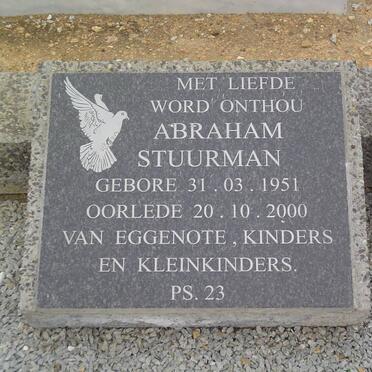 MET LIEFDE
WORD ONTHOU
ABRAHAM
STUURMAN
GEBORE 31.03.1951
OORLEDE 20.10.2000
VAN EGGENOTE, KINDERS
EN KLEINKINDERS.
PS. 23